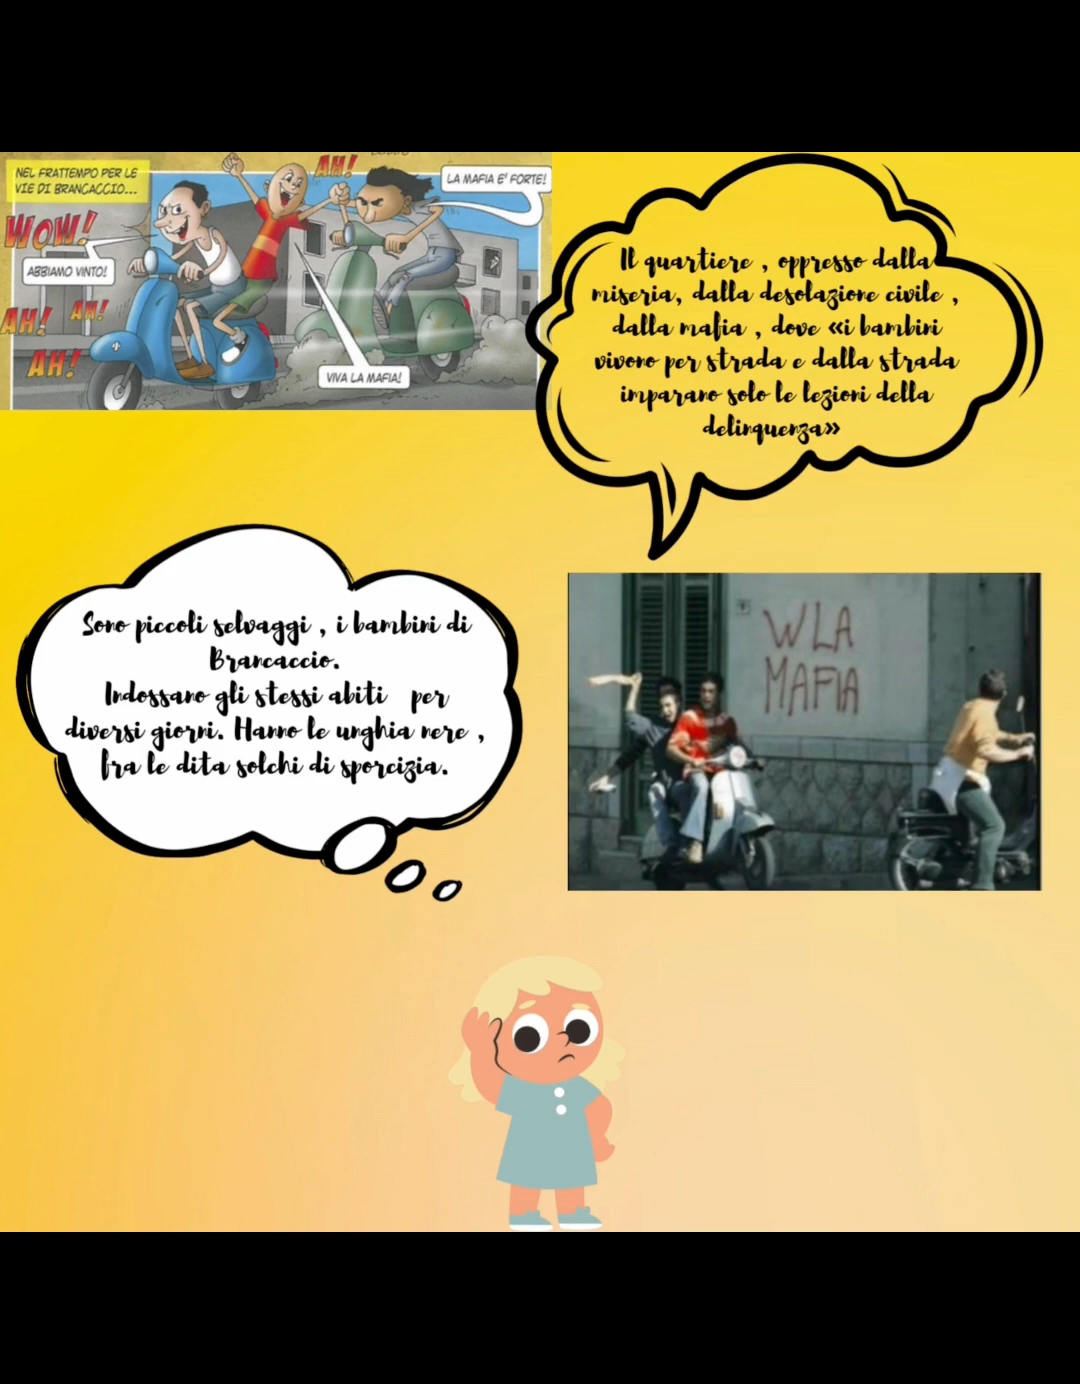 NEL FRATTEMPO PER LE
VIE DI BRANCACCIO...
AH!
LA MAFIA E' FORTE!
WOW!
ABBIAMO VINTO!
AH!
AH!
AH!
VIVA LA MAFIA!
Il quartiere , oppresso dalla
miseria, dalla desolazione civile ,
dalla mafia , dove «i bambini
vivono per strada e dalla strada
imparano solo le lezioni della
delinquenza»
Sono piccoli selvaggi , i bambini di
Brancaccio.
Indossano gli stessi abiti per
diversi giorni. Hanno le unghia nere ,
fra le dita solchi di sporcizia.
W LA
MAFIA